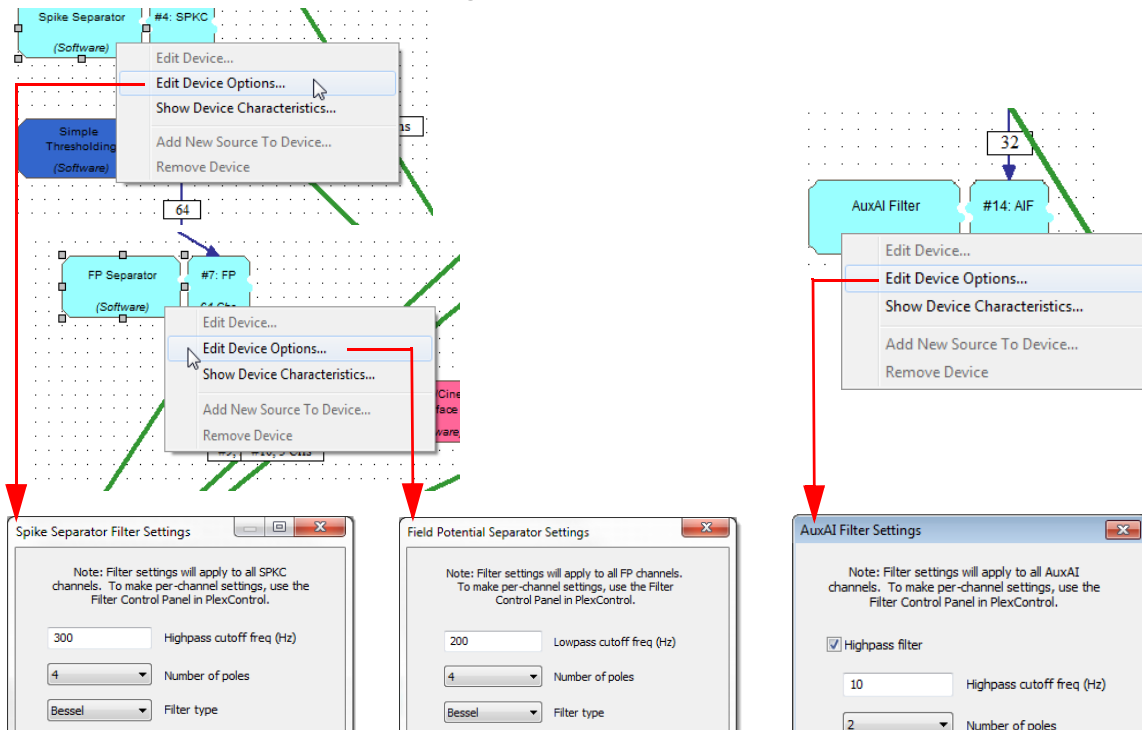 Spike Separator
(Software)
#4: SPKC
Edit Device...
Edit Device Options...
Show Device Characteristics...
Add New Source To Device...
Remove Device
Simple
Thresholding
(Software)
64
FP Separator
(Software)
#7: FP
Edit Device...
Edit Device Options...
Show Device Characteristics...
Add New Source To Device...
Remove Device
32
AuxAI Filter
#14: AIF
Edit Device...
Edit Device Options...
Show Device Characteristics...
Add New Source To Device...
Remove Device
Spike Separator Filter Settings
Note: Filter settings will apply to all SPKC
channels. To make per-channel settings, use the
Filter Control Panel in PlexControl.
300 Highpass cutoff freq (Hz)
4 Number of poles
Bessel Filter type
Field Potential Separator Settings
Note: Filter settings will apply to all FP channels.
To make per-channel settings, use the Filter
Control Panel in PlexControl.
200 Lowpass cutoff freq (Hz)
4 Number of poles
Bessel Filter type
AuxAI Filter Settings
Note: Filter settings will apply to all AuxAI
channels. To make per-channel settings, use the
Filter Control Panel in PlexControl.
Highpass filter
10 Highpass cutoff freq (Hz)
2 Number of poles